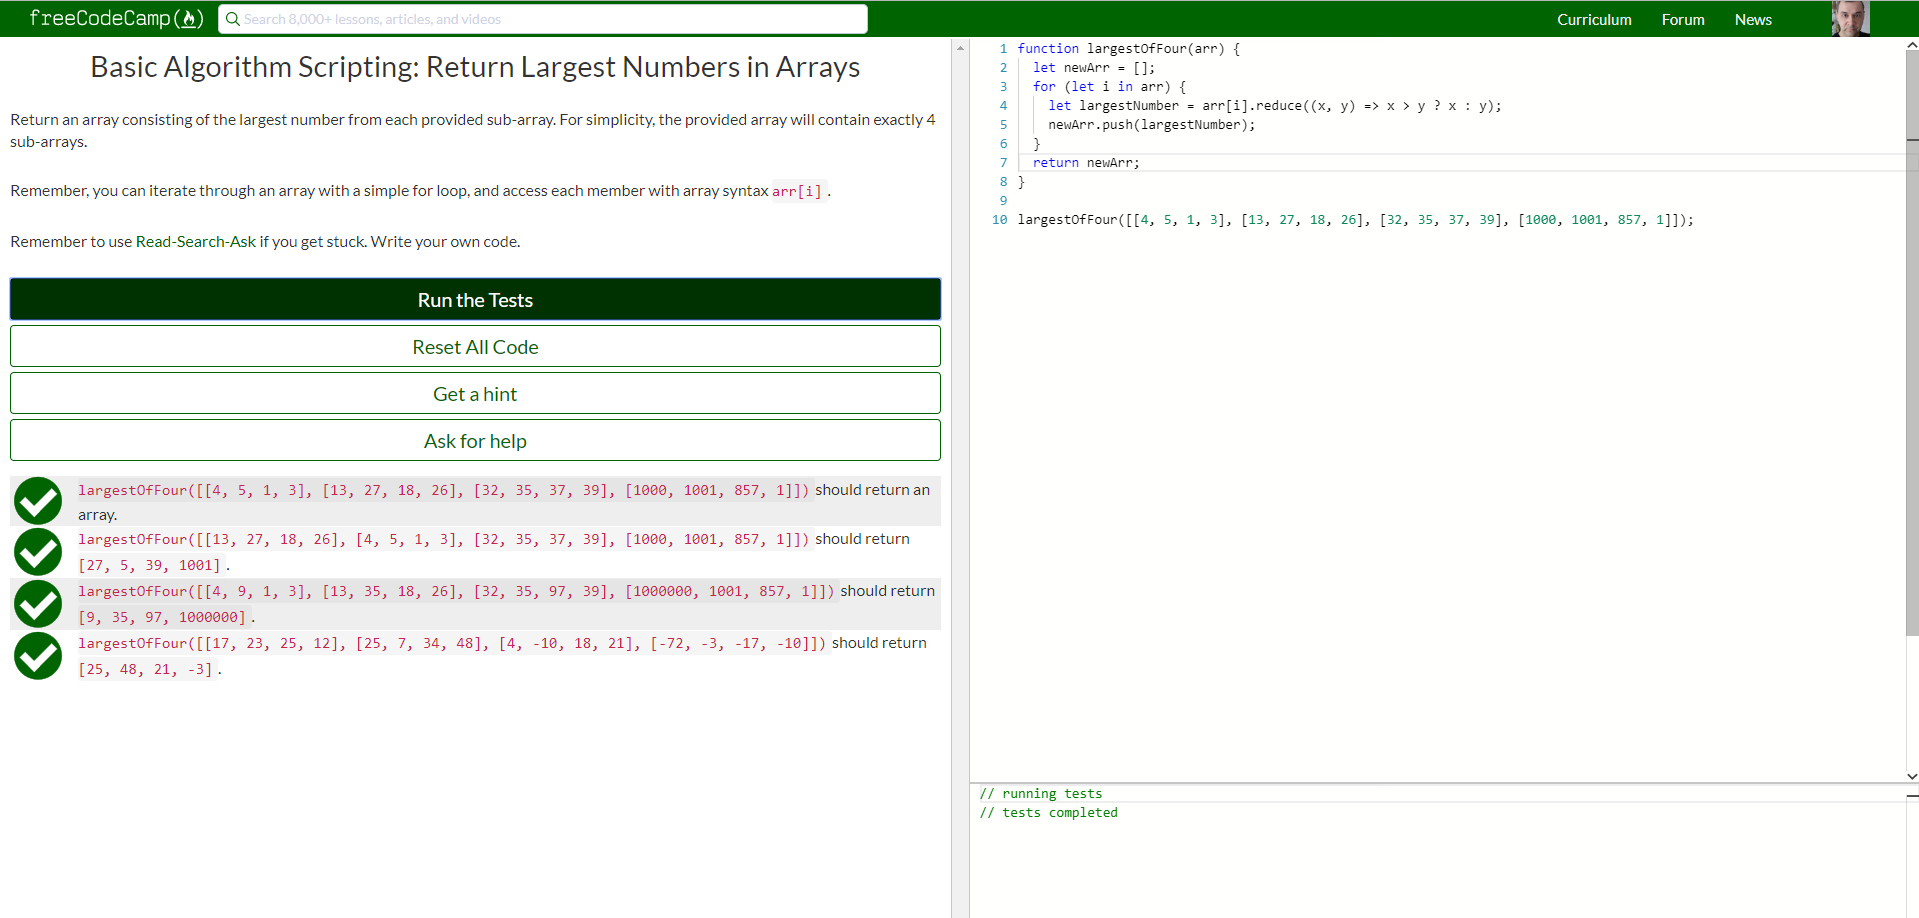 freeCodeCamp
Search 8,000+ lessons, articles, and videos
Curriculum
Forum
News
Basic Algorithm Scripting: Return Largest Numbers in Arrays
Return an array consisting of the largest number from each provided sub-array. For simplicity, the provided array will contain exactly 4
sub-arrays.
Remember, you can iterate through an array with a simple for loop, and access each member with array syntax arr[i] .
Remember to use Read-Search-Ask if you get stuck. Write your own code.
Run the Tests
Reset All Code
Get a hint
Ask for help
largestOfFour([[4, 5, 1, 3], [13, 27, 18, 26], [32, 35, 37, 39], [1000, 1001, 857, 1]]) should return an
array.
largestOfFour([[13, 27, 18, 26], [4, 5, 1, 3], [32, 35, 37, 39], [1000, 1001, 857, 1]]) should return
[27, 5, 39, 1001] .
largestOfFour([[4, 9, 1, 3], [13, 35, 18, 26], [32, 35, 97, 39], [1000000, 1001, 857, 1]]) should return
[9, 35, 97, 1000000] .
largestOfFour([[17, 23, 25, 12], [25, 7, 34, 48], [4, -10, 18, 21], [-72, -3, -17, -10]]) should return
[25, 48, 21, -3] .
1 function largestOfFour(arr) {
2 let newArr = [];
3 for (let i in arr) {
4 let largestNumber = arr[i].reduce((x, y) => x > y ? x : y);
5 newArr.push(largestNumber);
6 }
7 return newArr;
8 }
9
10 largestOfFour([[4, 5, 1, 3], [13, 27, 18, 26], [32, 35, 37, 39], [1000, 1001, 857, 1]]);
// running tests
// tests completed